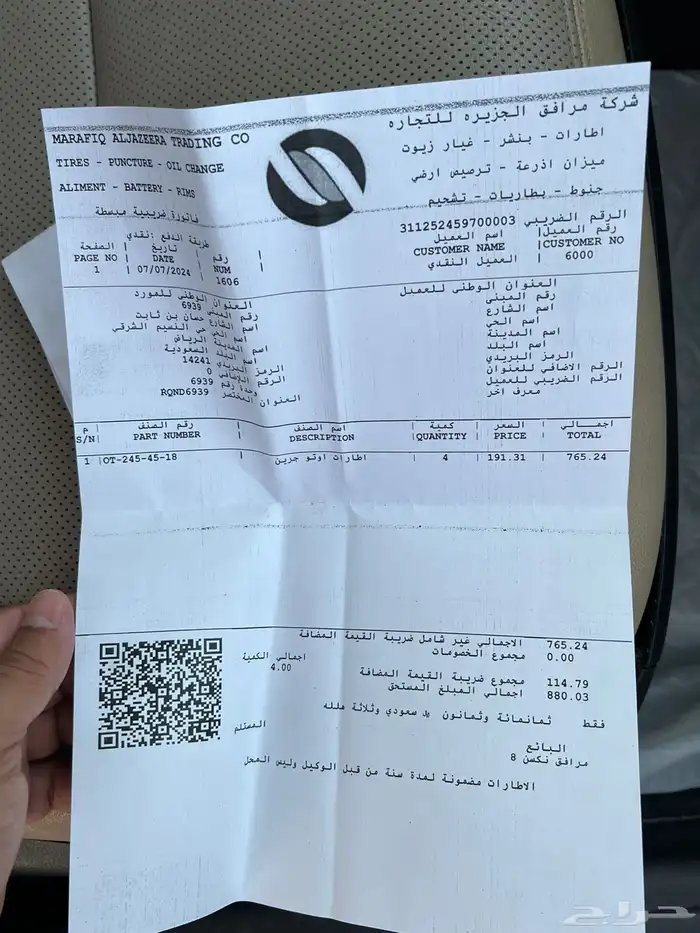 شركة مرافق الجزيره للتجاره
اطارات - بنشر - غيار زيوت
ميزان اذرعة - ترصيص ارضي
جنوط - بطاريات - تشحيم
MARAFIQ ALJAZEERA TRADING CO
TIRES - PUNCTURE - OIL CHANGE
ALIMENT - BATTERY - RIMS
فاتورة ضريبية مبسطة
الرقم الضريبي 311252459700003
رقم العميل | اسم العميل
CUSTOMER NO | CUSTOMER NAME
6000 | العميل النقدي
طريقة الدفع : نقدي
رقم | تاريخ | الصفحة
NUM | DATE | PAGE NO
1606 | 07/07/2024 | 1
العنوان الوطني للعميل
رقم المبنى
اسم الشارع
اسم الحي
اسم المدينة
اسم البلد
الرمز البريدي
الرقم الاضافي للعنوان
الرقم الضريبي للعميل
معرف اخر
العنوان الوطني للمورد
رقم المبنى 6939
اسم الشارع حسان بن ثابت
اسم الحي حي النسيم الشرقي
اسم المدينة الرياض
اسم البلد السعودية
الرمز البريدي 14241
الرقم الإضافي 0
وحدة رقم 6939
العنوان المختصر RQND6939
م | رقم الصنف | اسم الصنف | كمية | السعر | اجمالي
S/N | PART NUMBER | DESCRIPTION | QUANTITY | PRICE | TOTAL
1 | OT-245-45-18 | اطارات اوتو جرين | 4 | 191.31 | 765.24
الاجمالي غير شامل ضريبة القيمة المضافة 765.24
مجموع الخصومات 0.00
اجمالي الكمية
4.00
مجموع ضريبة القيمة المضافة 114.79
اجمالي المبلغ المستحق 880.03
فقط ثمانمائة وثمانون ﷼ سعودي وثلاثة هلله
البائع
المستلم
مرافق نكسن 8
الاطارات مضمونة لمدة سنة من قبل الوكيل وليس المحل
حراج